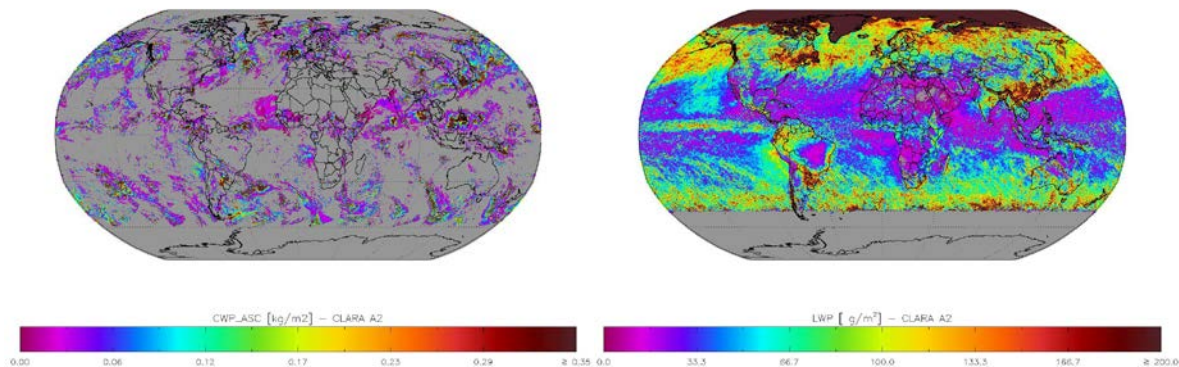 CWP_ASC [kg/m2] – CLARA A2
0.00 0.06 0.12 0.17 0.23 0.29 ≥ 0.35
LWP [ g/m²] – CLARA A2
0.0 33.3 66.7 100.0 133.3 166.7 ≥ 200.0